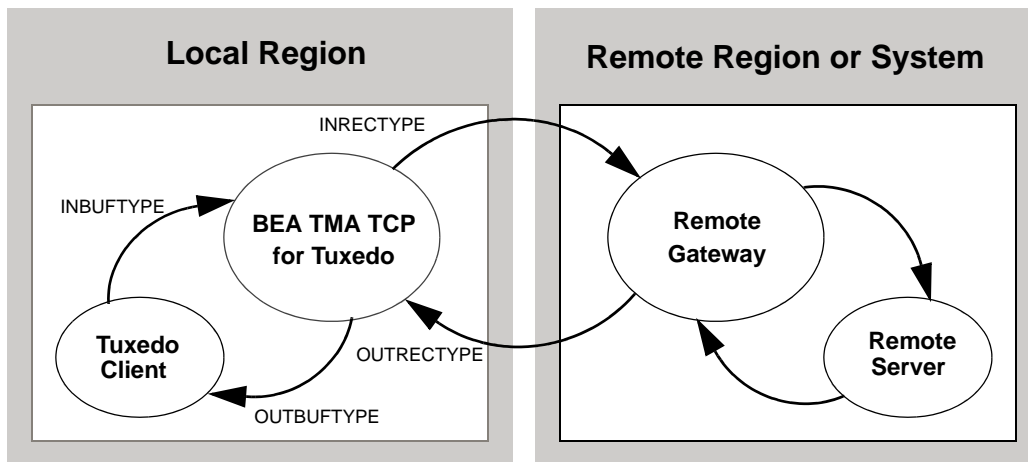 Local Region
Remote Region or System
INRECTYPE
INBUFTYPE
BEA TMA TCP
for Tuxedo
Remote
Gateway
Tuxedo
Client
OUTRECTYPE
Remote
Server
OUTBUFTYPE